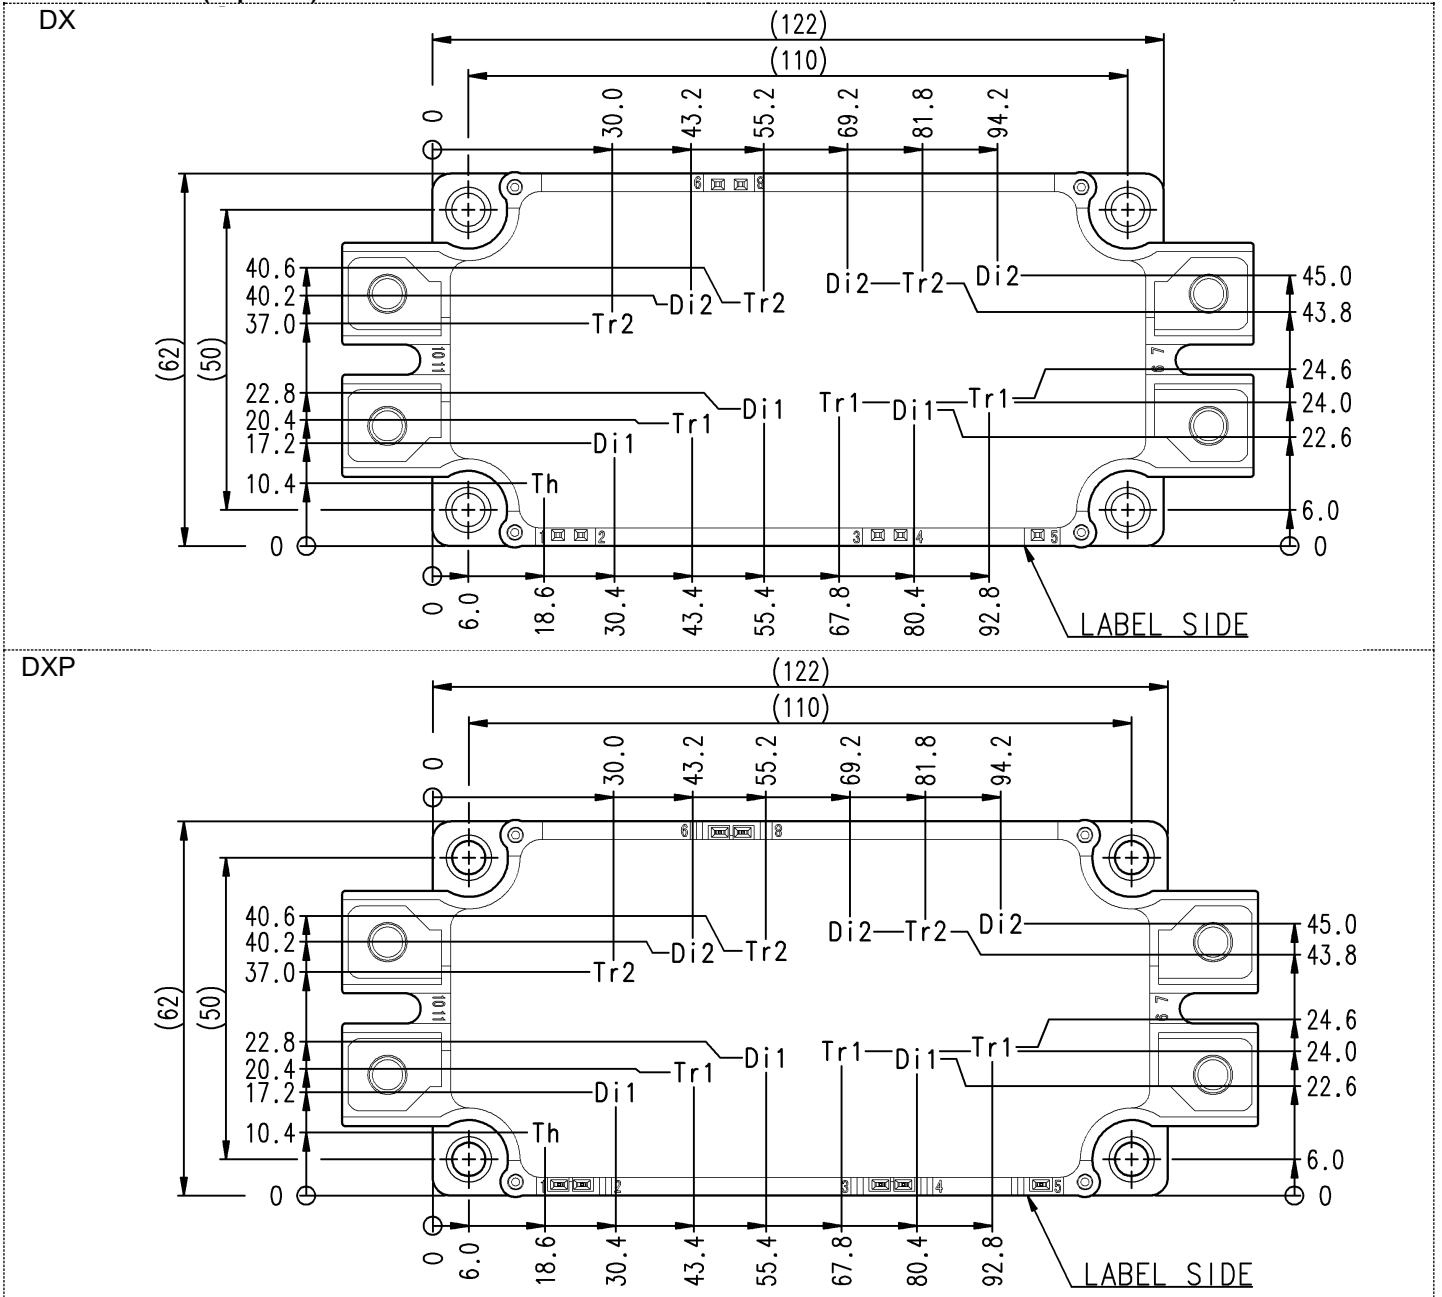 DX
(122)
(110)
0 30.0 43.2 55.2 69.2 81.8 94.2
6 8
40.6 Di2 Tr2 Di2 45.0
40.2 Di2 Tr2
37.0 Tr2 43.8
(62) (50)
10 11 7 9
22.8 Di1 Tr1 Di1 Tr1 24.6
20.4 Tr1 24.0
17.2 Di1 22.6
10.4 Th
6.0
1 2 3 4 5
0 0
0 6.0 18.6 30.4 43.4 55.4 67.8 80.4 92.8
LABEL SIDE
DXP
(122)
(110)
0 30.0 43.2 55.2 69.2 81.8 94.2
6 8
40.6 Di2 Tr2 Di2 45.0
40.2 Di2 Tr2 43.8
37.0 Tr2
(62) (50)
10 11 7 9
24.6
22.8 Di1 Tr1 Di1 Tr1 24.0
20.4 Tr1
17.2 Di1 22.6
10.4 Th
6.0
1 2 3 4 5
0 0
0 6.0 18.6 30.4 43.4 55.4 67.8 80.4 92.8
LABEL SIDE